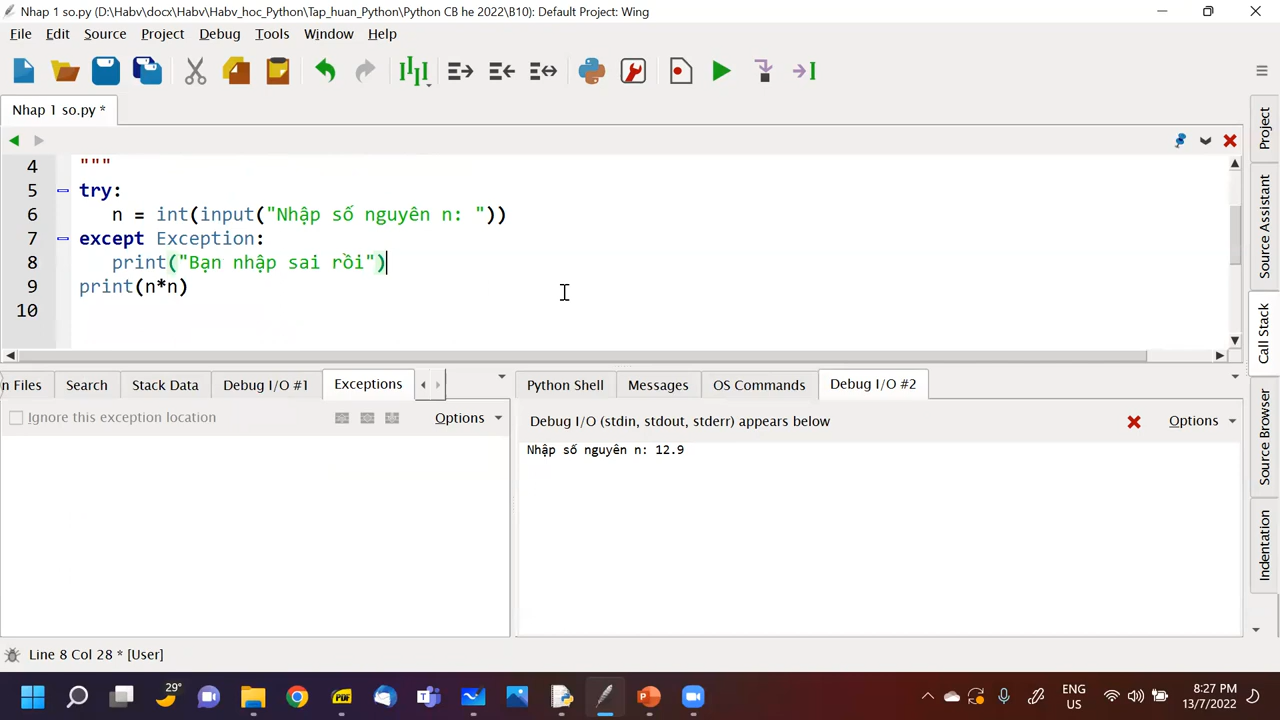 Nhap 1 so.py (D:\Habv\docx\Habv\Habv_hoc_Python\Tap_huan_Python\Python CB he 2022\B10): Default Project: Wing
File Edit Source Project Debug Tools Window Help
Nhap 1 so.py *
4 """
5 try:
6 n = int(input("Nhập số nguyên n: "))
7 except Exception:
8 print("Bạn nhập sai rồi")
9 print(n*n)
10
Project
Source Assistant
Call Stack
Source Browser
Indentation
n Files Search Stack Data Debug I/O #1 Exceptions
Ignore this exception location Options
Python Shell Messages OS Commands Debug I/O #2
Debug I/O (stdin, stdout, stderr) appears below Options
Nhập số nguyên n: 12.9
Line 8 Col 28 * [User]
29°
PDF
ENG
US
8:27 PM
13/7/2022